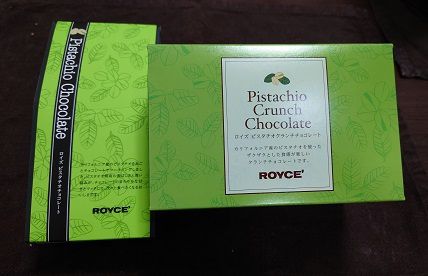 Pistachio Chocolate
ロイズ ピスタチオチョコレート
ROYCE'
Pistachio
Crunch
Chocolate
ロイズ ピスタチオクランチチョコレート
カリフォルニア産のピスタチオを使った
ザクザクとした食感が楽しい
クランチチョコレートです。
ROYCE'